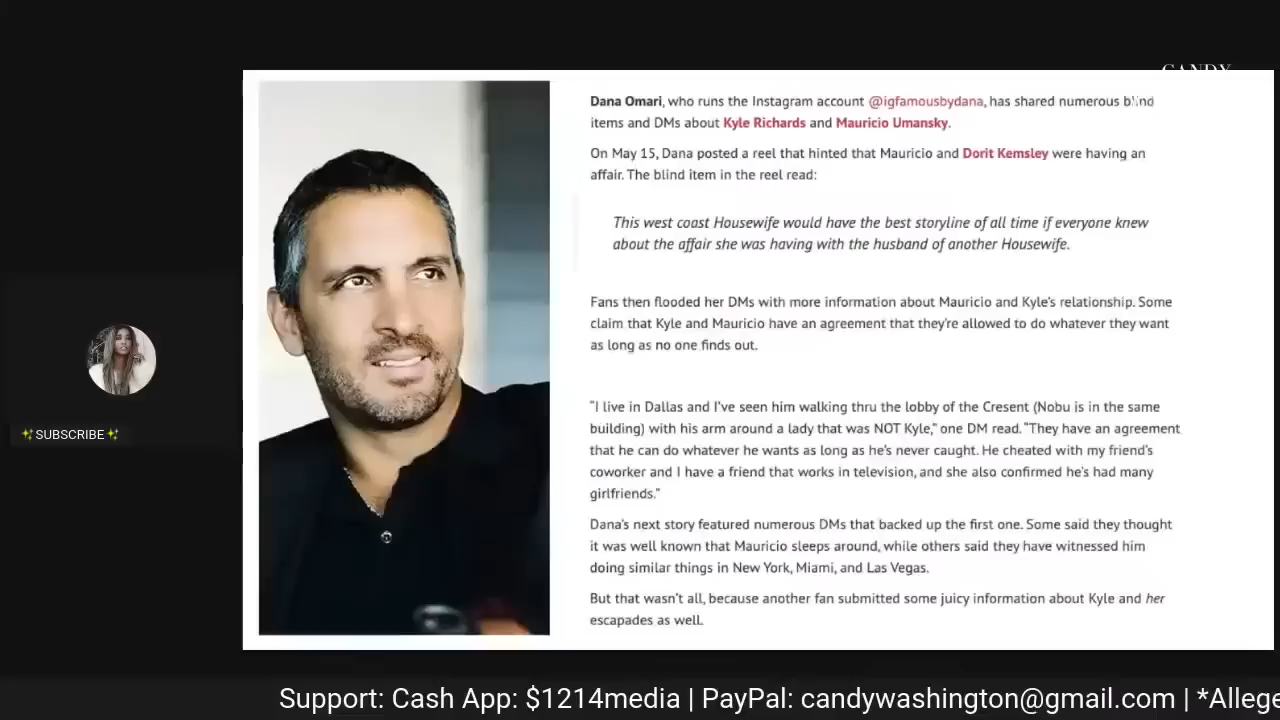 CANDY
Dana Omari, who runs the Instagram account @igfamousbydana, has shared numerous blind
items and DMs about Kyle Richards and Mauricio Umansky.
On May 15, Dana posted a reel that hinted that Mauricio and Dorit Kemsley were having an
affair. The blind item in the reel read:
This west coast Housewife would have the best storyline of all time if everyone knew
about the affair she was having with the husband of another Housewife.
Fans then flooded her DMs with more information about Mauricio and Kyle's relationship. Some
claim that Kyle and Mauricio have an agreement that they're allowed to do whatever they want
as long as no one finds out.
"I live in Dallas and I've seen him walking thru the lobby of the Cresent (Nobu is in the same
building) with his arm around a lady that was NOT Kyle," one DM read. "They have an agreement
that he can do whatever he wants as long as he's never caught. He cheated with my friend's
coworker and I have a friend that works in television, and she also confirmed he's had many
girlfriends."
Dana's next story featured numerous DMs that backed up the first one. Some said they thought
it was well known that Mauricio sleeps around, while others said they have witnessed him
doing similar things in New York, Miami, and Las Vegas.
But that wasn't all, because another fan submitted some juicy information about Kyle and her
escapades as well.
✨SUBSCRIBE✨
Support: Cash App: $1214media | PayPal: candywashington@gmail.com | *Allege